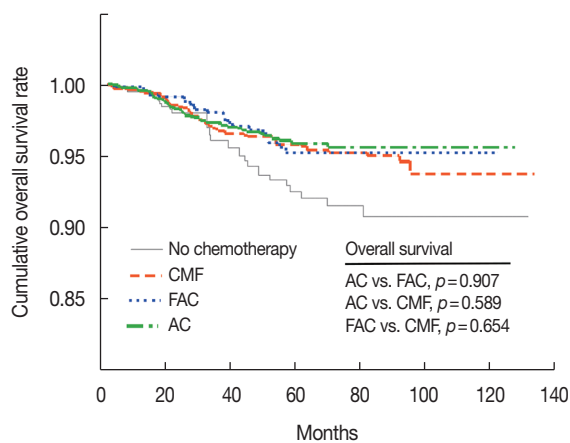 Cumulative overall survival rate
1.00
0.95
0.90
0.85
No chemotherapy
CMF
FAC
AC
Overall survival
AC vs. FAC, p=0.907
AC vs. CMF, p=0.589
FAC vs. CMF, p=0.654
0 20 40 60 80 100 120 140
Months